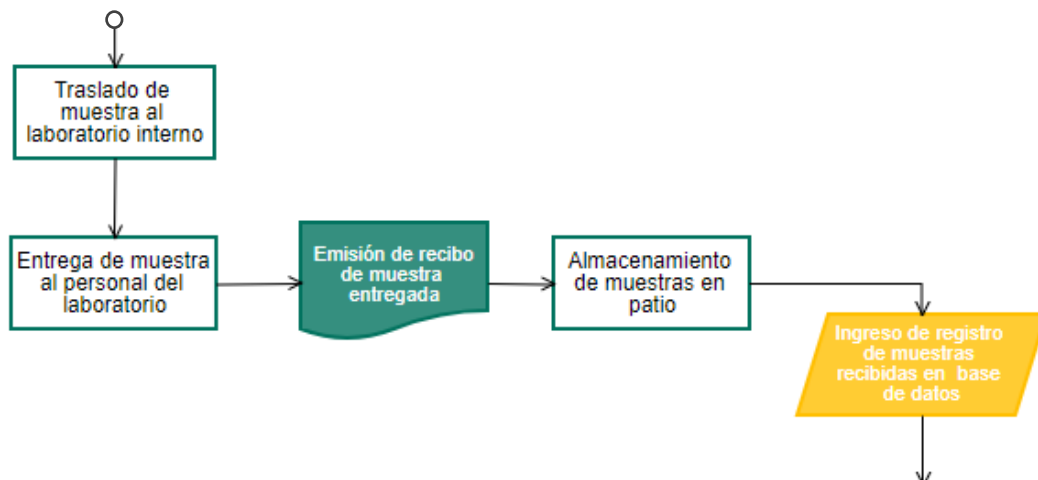 Traslado de
muestra al
laboratorio interno
Entrega de muestra
al personal del
laboratorio
Emisión de recibo
de muestra
entregada
Almacenamiento
de muestras en
patio
Ingreso de registro
de muestras
recibidas en base
de datos